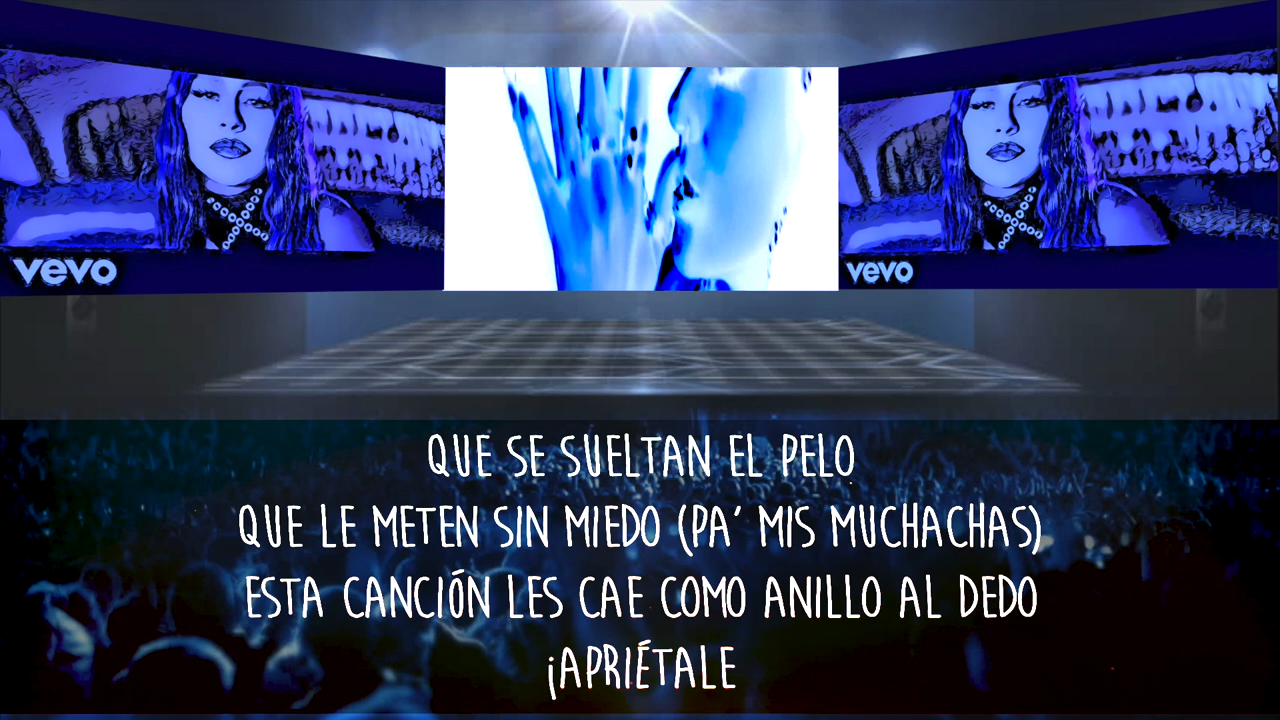 vevo
vevo
QUE SE SUELTAN EL PELO
QUE LE METEN SIN MIEDO (PA' MIS MUCHACHAS)
ESTA CANCIÓN LES CAE COMO ANILLO AL DEDO
¡APRIÉTALE